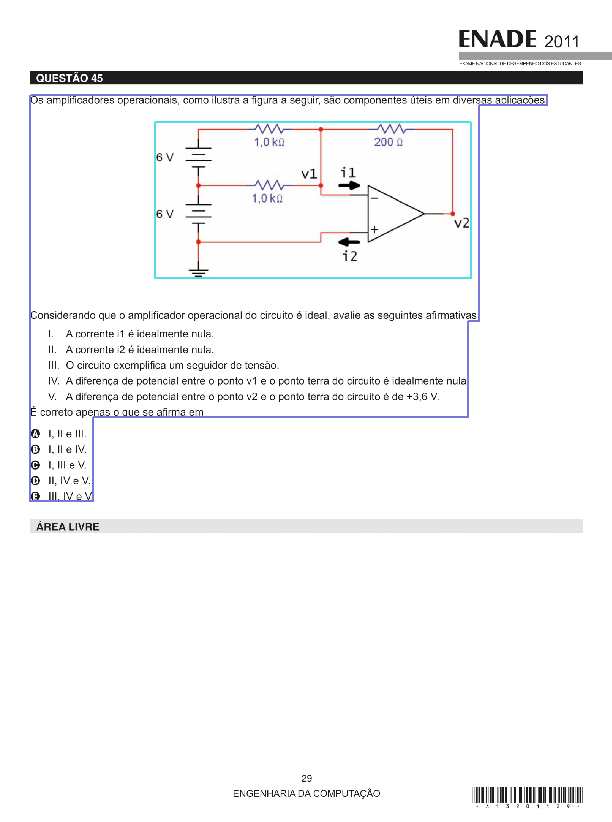 ENADE 2011
EXAME NACIONAL DE DESEMPENHO DOS ESTUDANTES
QUESTÃO 45
Os amplificadores operacionais, como ilustra a figura a seguir, são componentes úteis em diversas aplicações.
1,0 kΩ
200 Ω
6 V
v1
i1
1,0 kΩ
6 V
v2
i2
Considerando que o amplificador operacional do circuito é ideal, avalie as seguintes afirmativas.
I. A corrente i1 é idealmente nula.
II. A corrente i2 é idealmente nula.
III. O circuito exemplifica um seguidor de tensão.
IV. A diferença de potencial entre o ponto v1 e o ponto terra do circuito é idealmente nula.
V. A diferença de potencial entre o ponto v2 e o ponto terra do circuito é de +3,6 V.
É correto apenas o que se afirma em
A I, II e III.
B I, II e IV.
C I, III e V.
D II, IV e V.
E III, IV e V.
ÁREA LIVRE
29
ENGENHARIA DA COMPUTAÇÃO